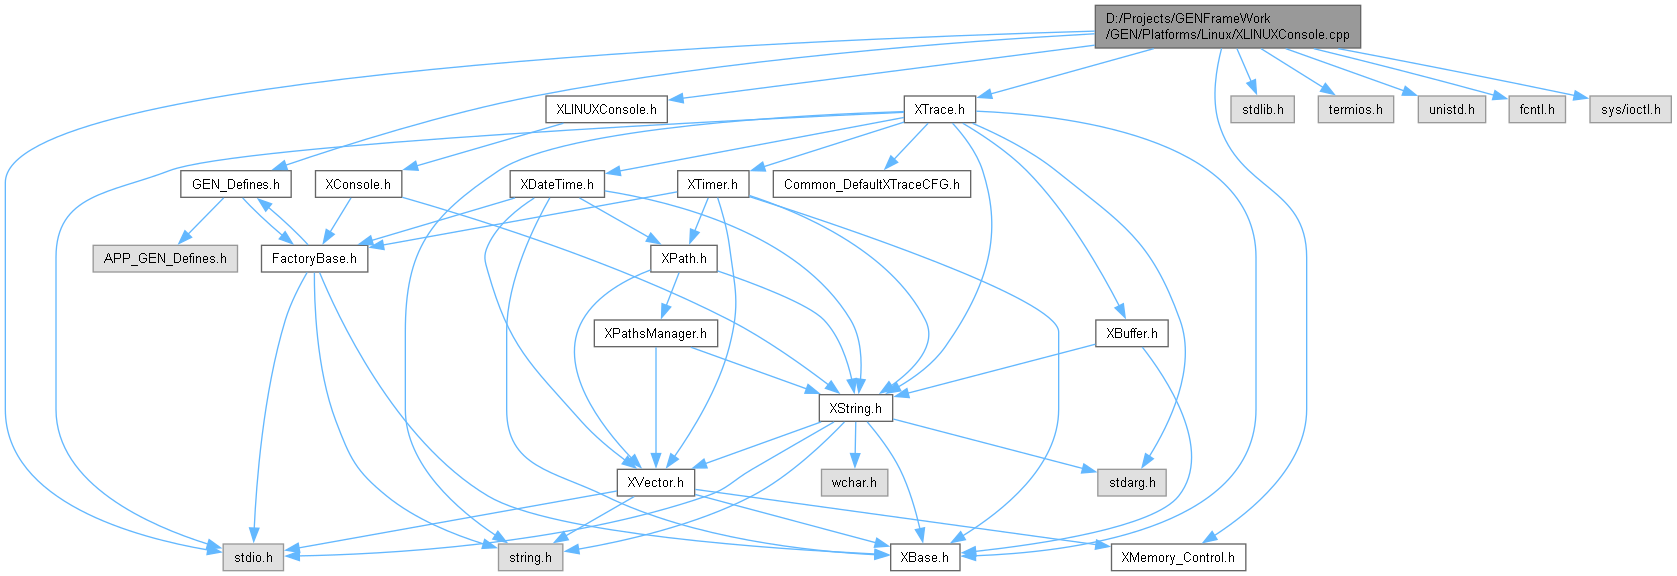 D:/Projects/GENFrameWork
/GEN/Platforms/Linux/XLINUXConsole.cpp
XLINUXConsole.h
XTrace.h
stdlib.h
termios.h
unistd.h
fcntl.h
sys/ioctl.h
GEN_Defines.h
XConsole.h
XDateTime.h
XTimer.h
Common_DefaultXTraceCFG.h
APP_GEN_Defines.h
FactoryBase.h
XPath.h
XPathsManager.h
XBuffer.h
XString.h
XVector.h
wchar.h
stdarg.h
stdio.h
string.h
XBase.h
XMemory_Control.h